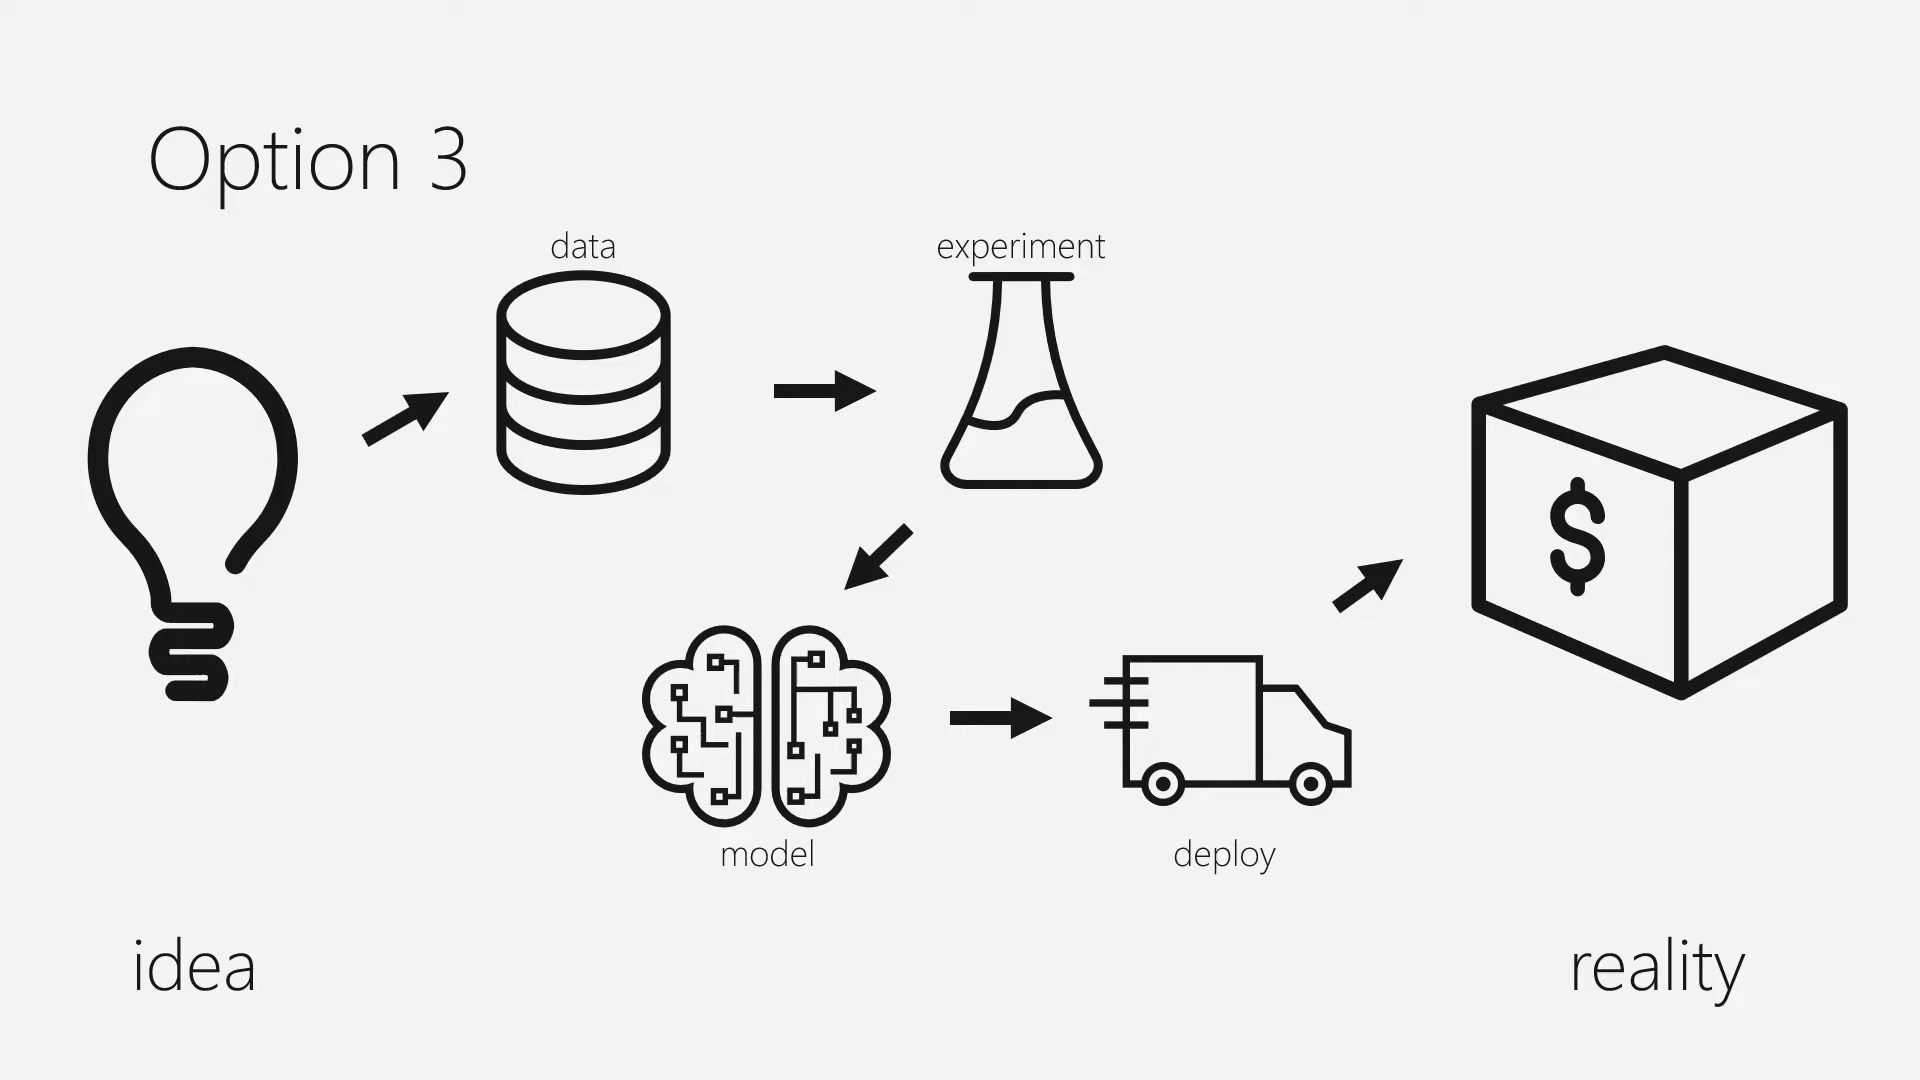 Option 3
data
experiment
$
model
deploy
idea
reality